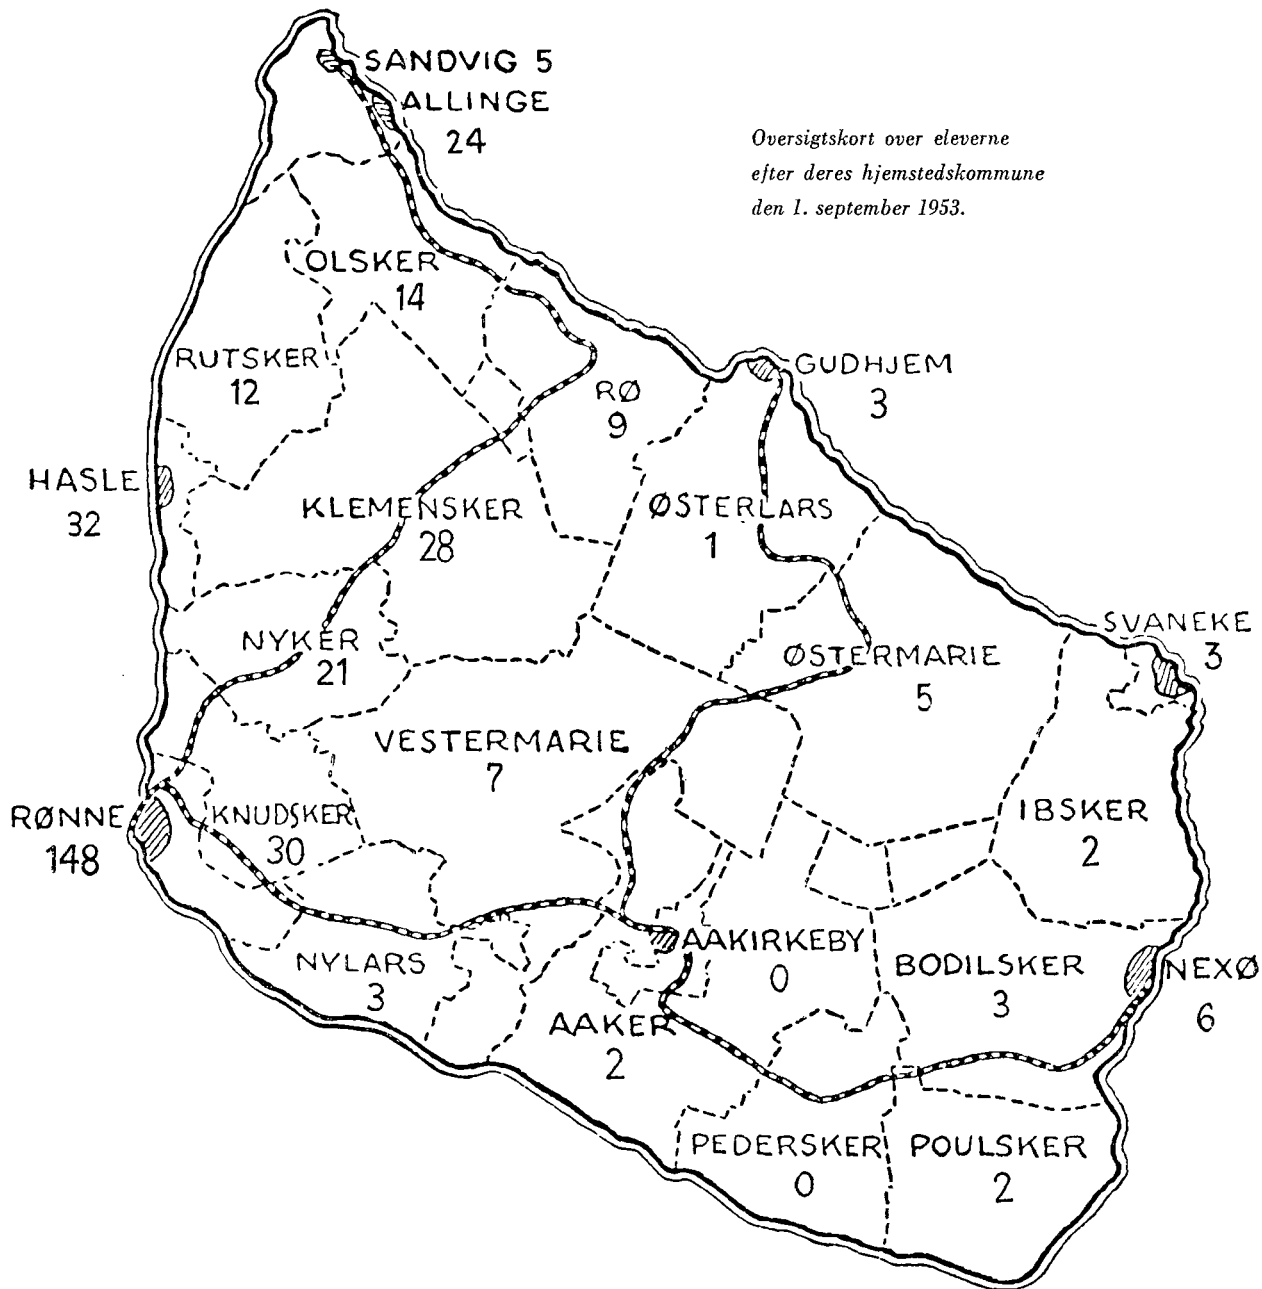 SANDVIG 5
ALLINGE
24
Oversigtskort over eleverne
efter deres hjemstedskommune
den 1. september 1953.
OLSKER
14
RUTSKER
12
RØ
9
GUDHJEM
3
HASLE
32
KLEMENSKER
28
ØSTERLARS
1
NYKER
21
ØSTERMARIE
5
SVANEKE
3
VESTERMARIE
7
RØNNE
148
KNUDSKER
30
IBSKER
2
NYLARS
3
AAKIRKEBY
0
BODILSKER
3
NEXØ
6
AAKER
2
PEDERSKER
0
POULSKER
2